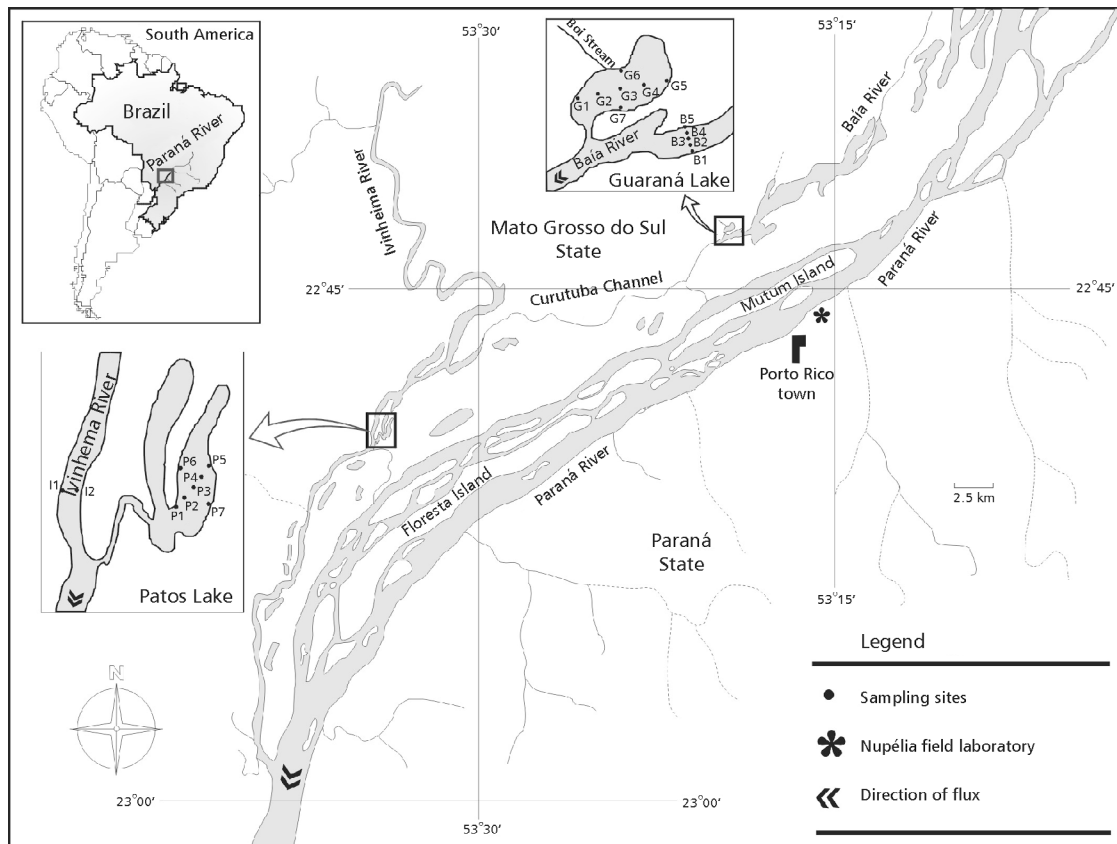 South America
Brazil
Paraná River
53°30'
53°15'
Boi Stream
G6
G5
G1
G2
G3
G4
G7
B5
B4
B3
B2
B1
Baía River
Guaraná Lake
Baía River
Ivinheima River
Mato Grosso do Sul
State
Paraná River
22°45'
Curutuba Channel
Mutum Island
22°45'
Porto Rico
town
Ivinhema River
P6
P5
P4
P3
I1
I2
P2
P1
P7
Patos Lake
Floresta Island
Paraná River
2.5 km
Paraná
State
53°15'
Legend
Sampling sites
Nupélia field laboratory
Direction of flux
N
23°00'
23°00'
53°30'